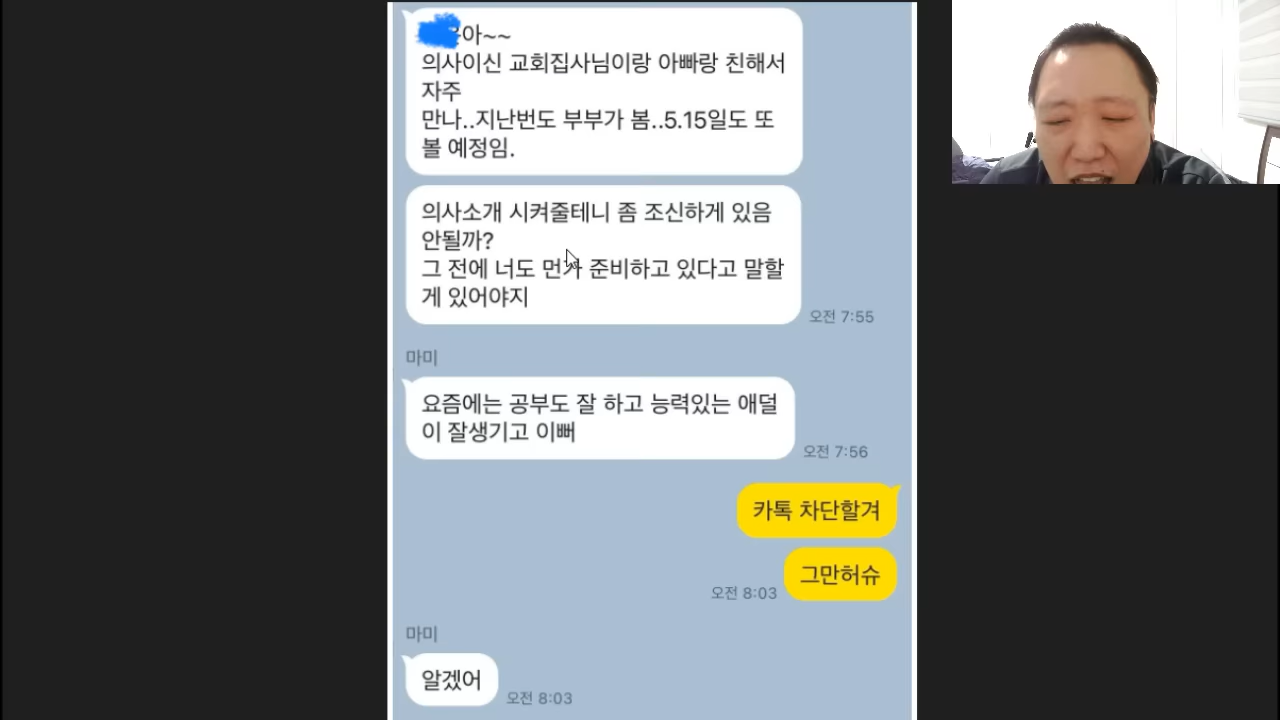 아~~
의사이신 교회집사님이랑 아빠랑 친해서
자주
만나..지난번도 부부가 봄..5.15일도 또
볼 예정임.
의사소개 시켜줄테니 좀 조신하게 있음
안될까?
그 전에 너도 먼가 준비하고 있다고 말할
게 있어야지
오전 7:55
마미
요즘에는 공부도 잘 하고 능력있는 애덜
이 잘생기고 이뻐
오전 7:56
카톡 차단할겨
그만허슈
오전 8:03
마미
알겠어
오전 8:03